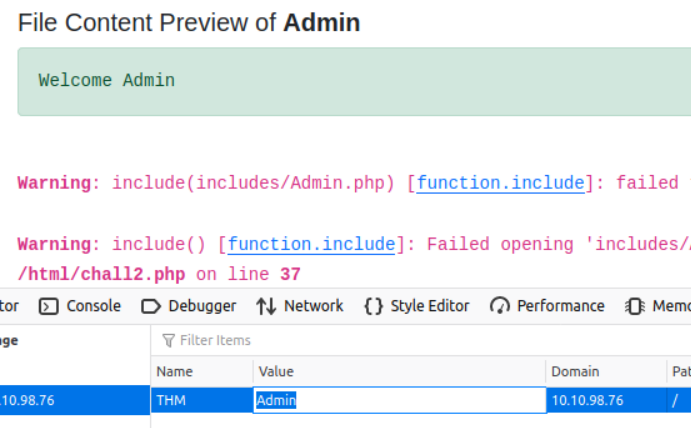 File Content Preview of Admin
Welcome Admin
Warning: include(includes/Admin.php) [function.include]: failed
Warning: include() [function.include]: Failed opening 'includes/
/html/chall2.php on line 37
tor Console Debugger Network {} Style Editor Performance Memo
ge Filter Items
Name Value Domain Pat
.10.98.76 THM Admin 10.10.98.76 /